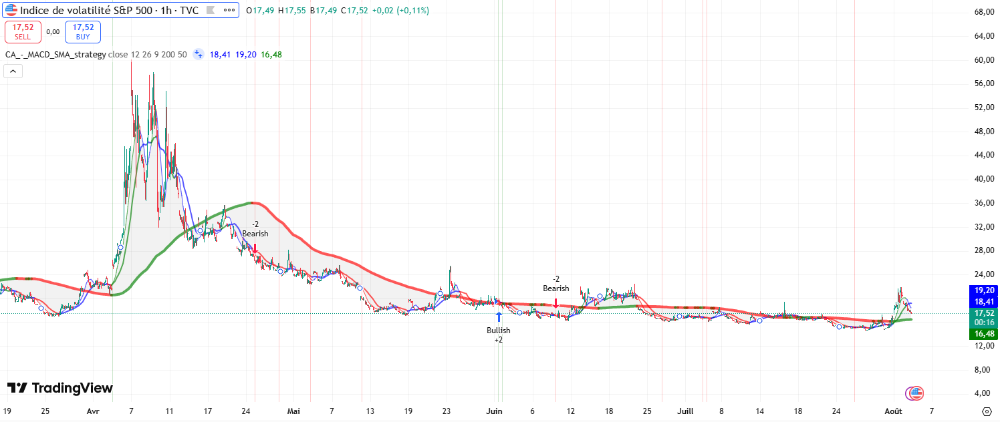 Indice de volatilité S&P 500 · 1h · TVC O17,49 H17,55 B17,49 C17,52 +0,02 (+0,11%)
17,52 SELL 0,00 17,52 BUY
CA_-_MACD_SMA_strategy close 12 26 9 200 50 18,41 19,20 16,48
68,00
64,00
60,00
56,00
52,00
48,00
44,00
40,00
36,00
32,00
28,00
24,00
19,20
18,41
17,52
00:16
16,48
12,00
8,00
4,00
-2
Bearish
-2
Bearish
Bullish
+2
TradingView
19 25 Avr 7 11 17 24 Mai 7 13 19 23 Juin 6 12 18 25 Juill 8 14 18 24 Août 7